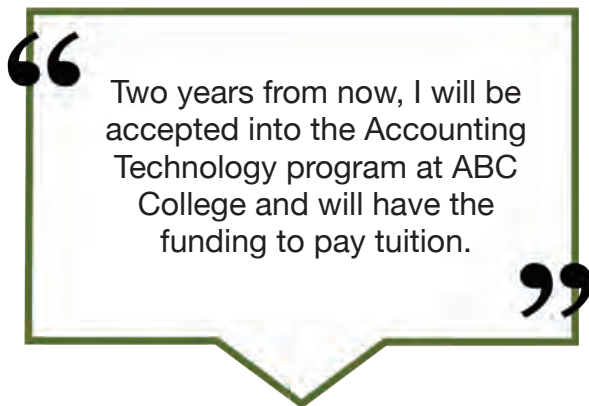 “
Two years from now, I will be
accepted into the Accounting
Technology program at ABC
College and will have the
funding to pay tuition.
”